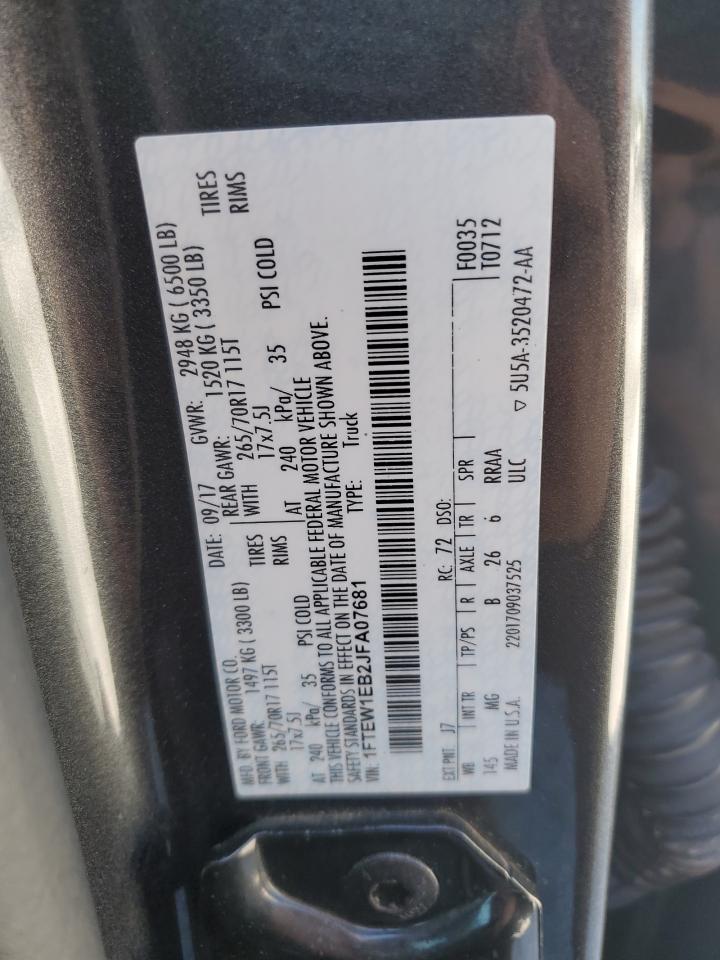 MFD. BY FORD MOTOR CO. DATE: 09/17 GVWR: 2948 KG ( 6500 LB)
FRONT GAWR: 1497 KG ( 3300 LB) REAR GAWR: 1520 KG ( 3350 LB)
WITH 265/70R17 115T TIRES WITH 265/70R17 115T TIRES
17x7.5J RIMS 17x7.5J RIMS
AT 240 kPa/ 35 PSI COLD AT 240 kPa/ 35 PSI COLD
THIS VEHICLE CONFORMS TO ALL APPLICABLE FEDERAL MOTOR VEHICLE
SAFETY STANDARDS IN EFFECT ON THE DATE OF MANUFACTURE SHOWN ABOVE.
VIN: 1FTEW1EB2JFA07681 TYPE: Truck
EXT PNT: J7 RC: 72 DSO: F0035
WB INT TR TP/PS R AXLE TR SPR T0712
145 MG B 26 6 RRAA
MADE IN U.S.A. 2201709037525 ULC ▽ 5U5A-3520472-AA